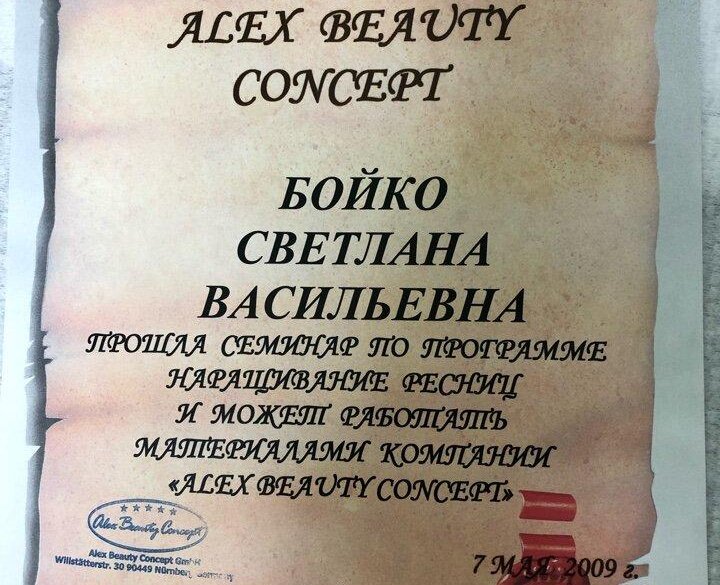 ALEX BEAUTY
CONCEPT
БОЙКО
СВЕТЛАНА
ВАСИЛЬЕВНА
ПРОШЛА СЕМИНАР ПО ПРОГРАММЕ
НАРАЩИВАНИЕ РЕСНИЦ
И МОЖЕТ РАБОТАТЬ
МАТЕРИАЛАМИ КОМПАНИИ
«ALEX BEAUTY CONCEPT»
Alex Beauty Concept
Alex Beauty Concept GmbH
Willstätterstr. 30 90449 Nürnberg, Germany
7 МАЯ 2009 г.